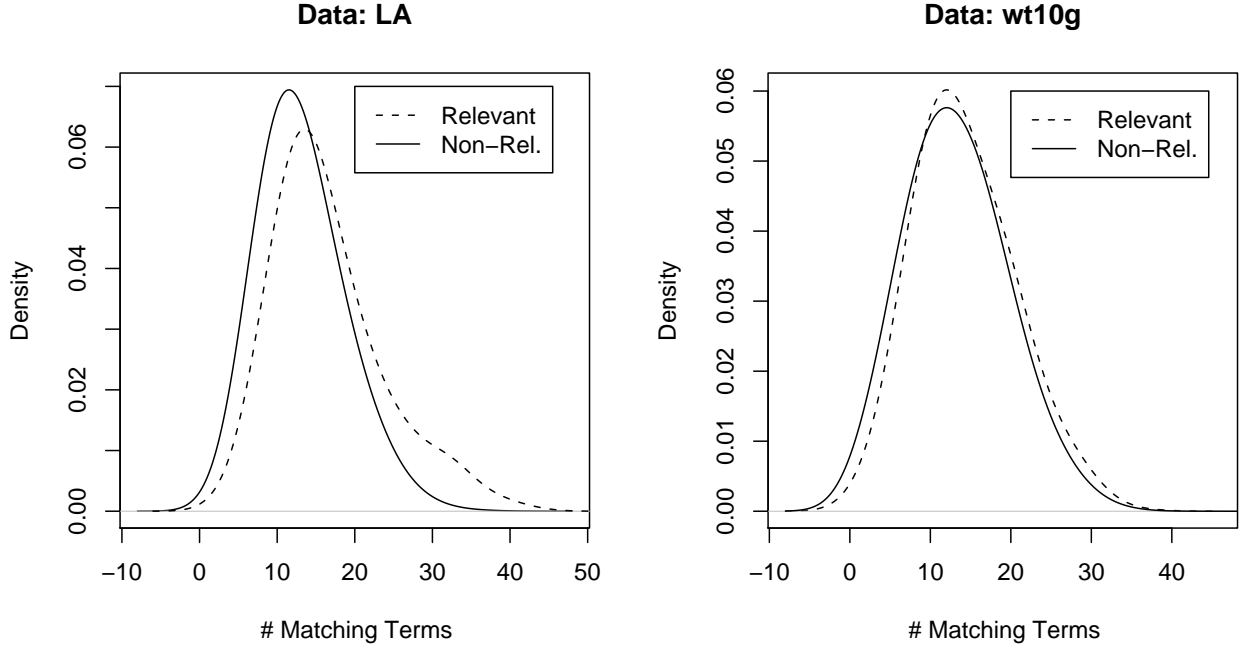 Data: LA
Density
0.00
0.02
0.04
0.06
Relevant
Non−Rel.
−10 0 10 20 30 40 50
# Matching Terms
Data: wt10g
Density
0.00
0.01
0.02
0.03
0.04
0.05
0.06
Relevant
Non−Rel.
−10 0 10 20 30 40
# Matching Terms